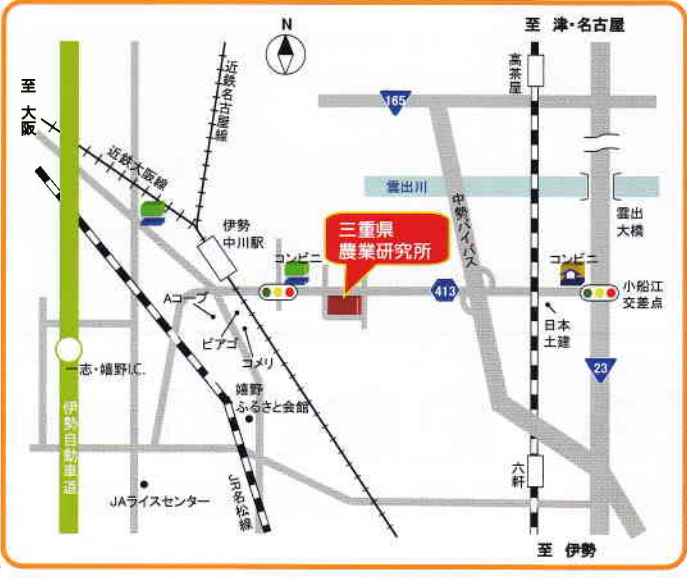 N
至 津・名古屋
至
大阪
近鉄名古屋線
高茶屋
165
近鉄大阪線
雲出川
中勢バイパス
雲出
大橋
伊勢
中川駅
三重県
農業研究所
コンビニ
コンビニ
Aコープ
413
小船江
交差点
ピアゴ
日本
土建
コメリ
一志・嬉野I.C.
23
嬉野
ふるさと会館
伊勢自動車道
六軒
JR名松線
JAライスセンター
至 伊勢